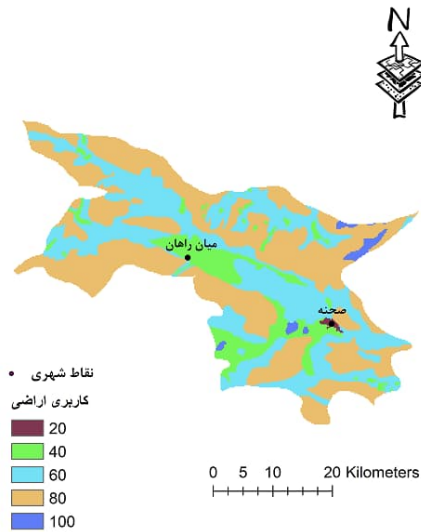 N
میان راهان
صحنه
نقاط شهری
کاربری اراضی
20
40
60
80
100
0 5 10 20 Kilometers